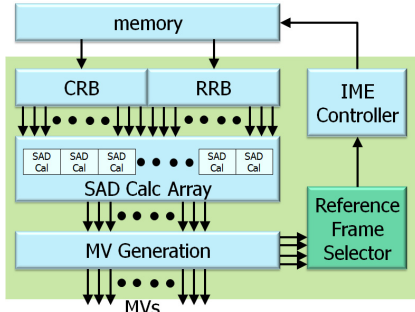 memory
CRB
RRB
IME
Controller
SAD
Cal
SAD
Cal
SAD
Cal
SAD
Cal
SAD
Cal
SAD Calc Array
Reference
Frame
Selector
MV Generation
MVs